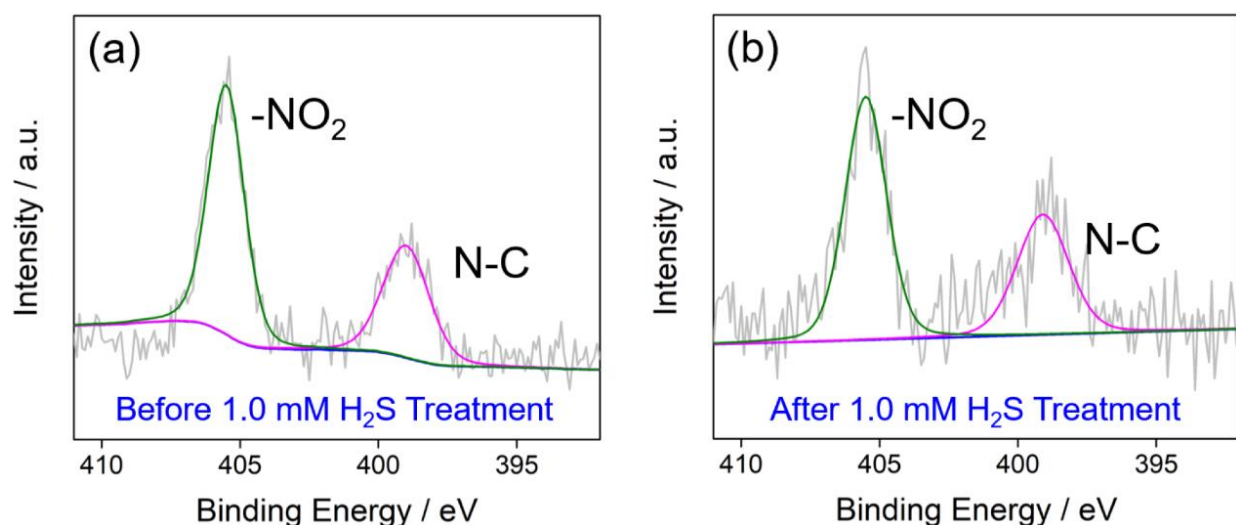 (a)
-NO₂
N-C
Before 1.0 mM H₂S Treatment
Intensity / a.u.
410 405 400 395
Binding Energy / eV
(b)
-NO₂
N-C
After 1.0 mM H₂S Treatment
Intensity / a.u.
410 405 400 395
Binding Energy / eV